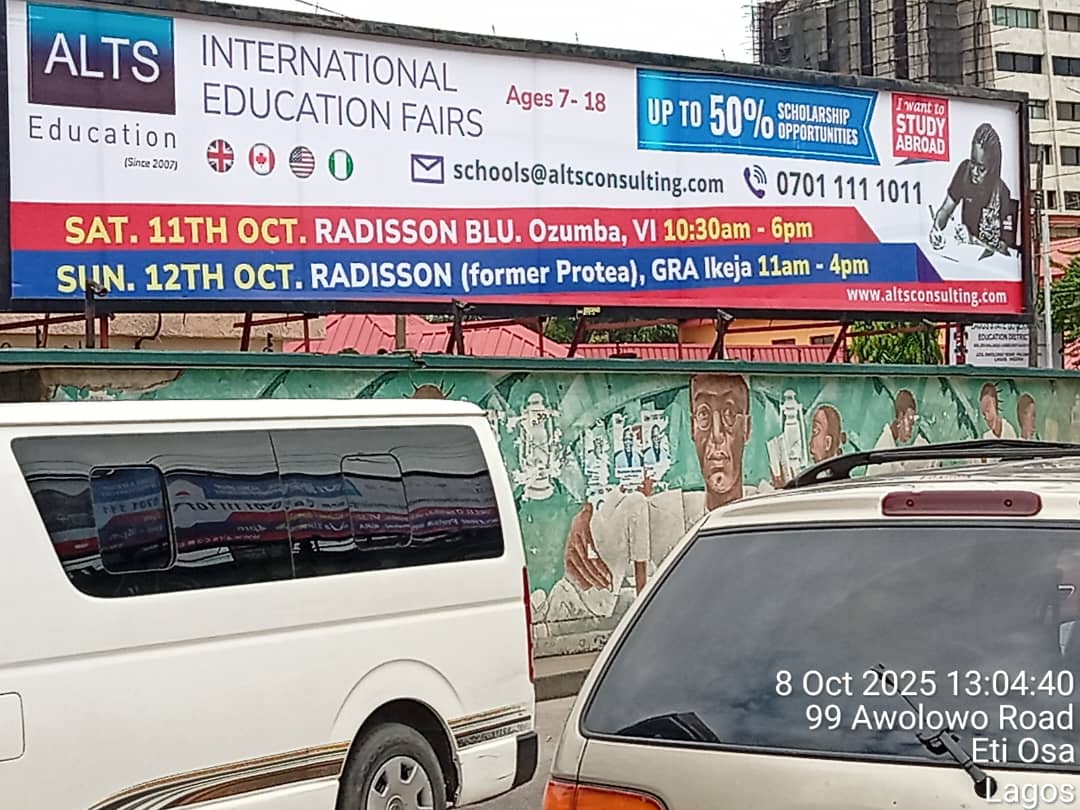 ALTS
Education
(Since 2007)
INTERNATIONAL
EDUCATION FAIRS
Ages 7- 18
UP TO 50% SCHOLARSHIP
OPPORTUNITIES
I want to
STUDY
ABROAD
schools@altsconsulting.com
0701 111 1011
SAT. 11TH OCT. RADISSON BLU. Ozumba, VI 10:30am - 6pm
SUN. 12TH OCT. RADISSON (former Protea), GRA Ikeja 11am - 4pm
www.altsconsulting.com
EDUCATION DISTRICT
8 Oct 2025 13:04:40
99 Awolowo Road
Eti Osa
Lagos